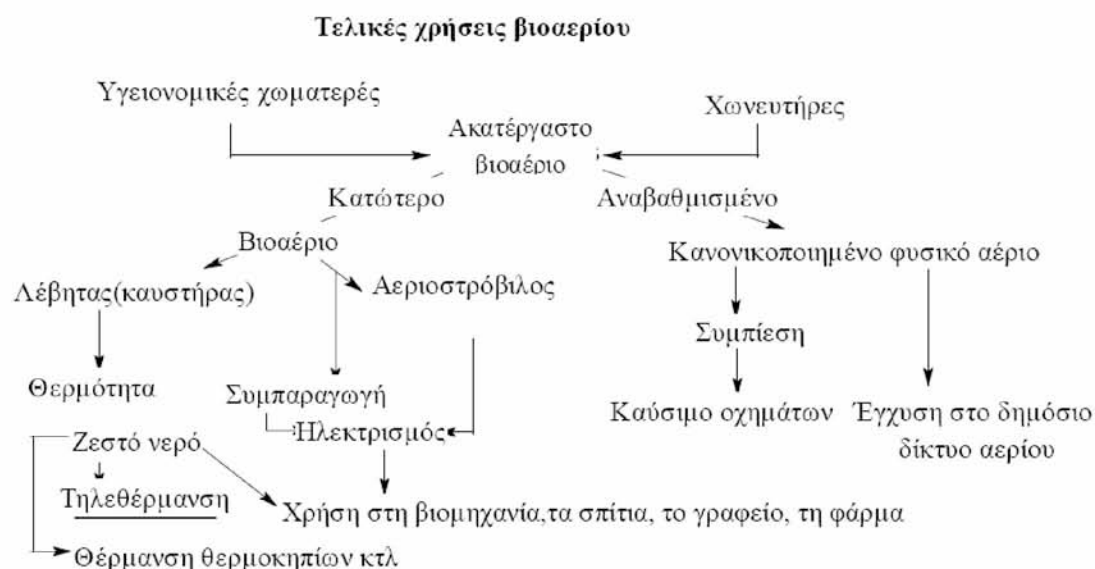 Τελικές χρήσεις βιοαερίου
Υγειονομικές χωματερές
Χωνευτήρες
Ακατέργαστο
βιοαέριο
Κατώτερο
Αναβαθμισμένο
Βιοαέριο
Κανονικοποιημένο φυσικό αέριο
Λέβητας(καυστήρας)
Αεριοστρόβιλος
Συμπίεση
Θερμότητα
Συμπαραγωγή
Καύσιμο οχημάτων
Έγχυση στο δημόσιο
δίκτυο αερίου
Ζεστό νερό
Ηλεκτρισμός
Τηλεθέρμανση
Χρήση στη βιομηχανία,τα σπίτια, το γραφείο, τη φάρμα
Θέρμανση θερμοκηπίων κτλ